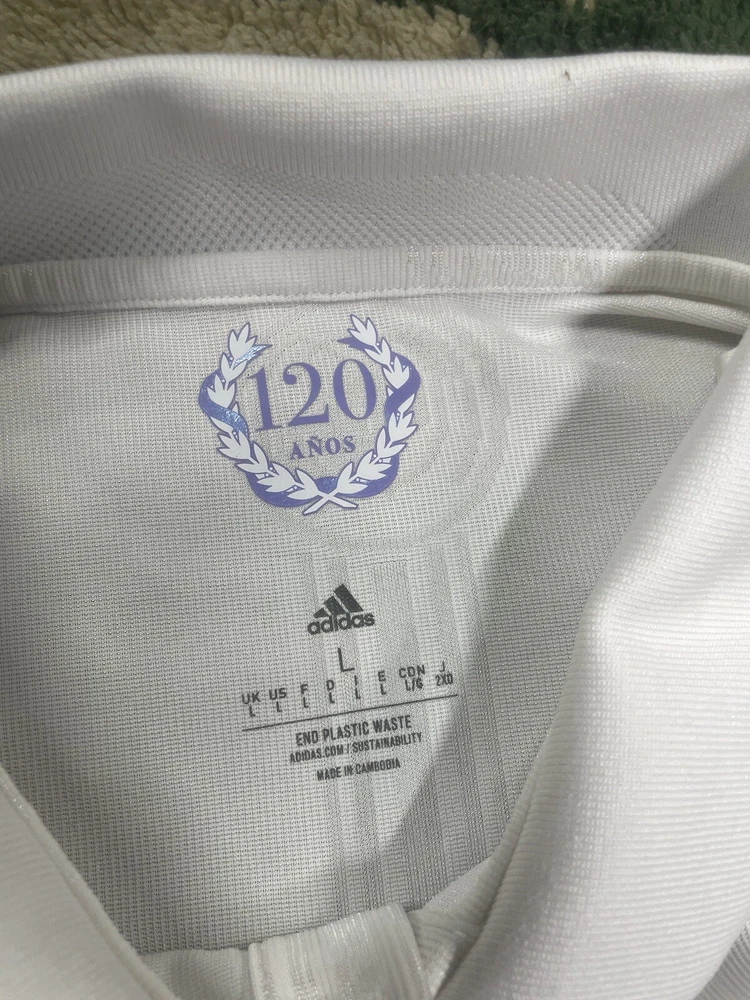 120
AÑOS
adidas
L
UK US F D I E CDN J
L L L L L L L/G 2XO
END PLASTIC WASTE
ADIDAS.COM / SUSTAINABILITY
MADE IN CAMBODIA